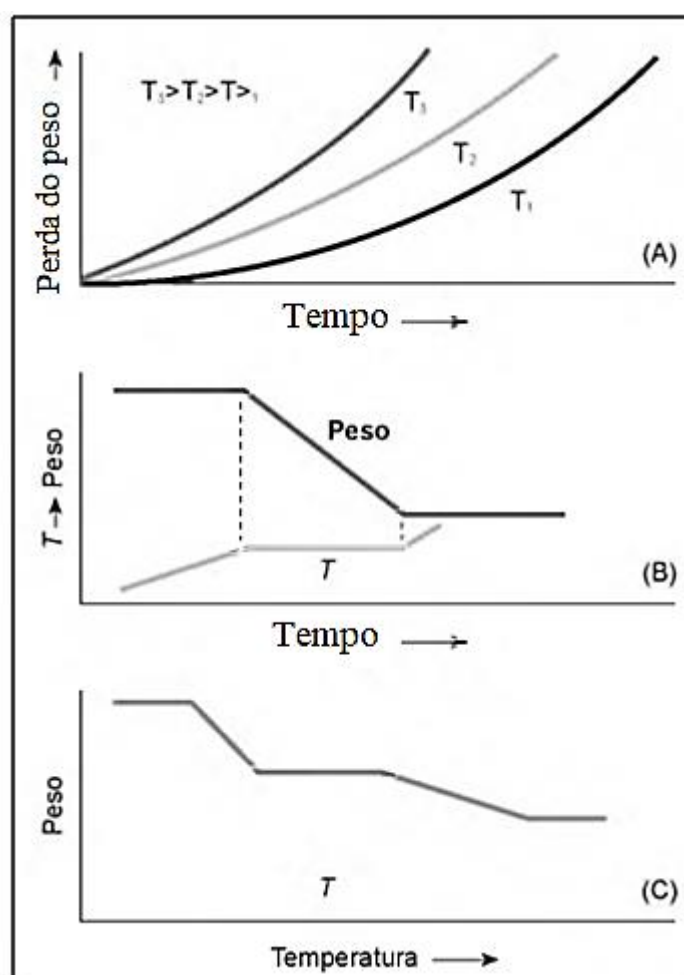 T₃>T₂>T>₁
Perda do peso →
T₃
T₂
T₁
(A)
Tempo →
T → Peso
Peso
T
(B)
Tempo →
Peso
T
(C)
Temperatura →